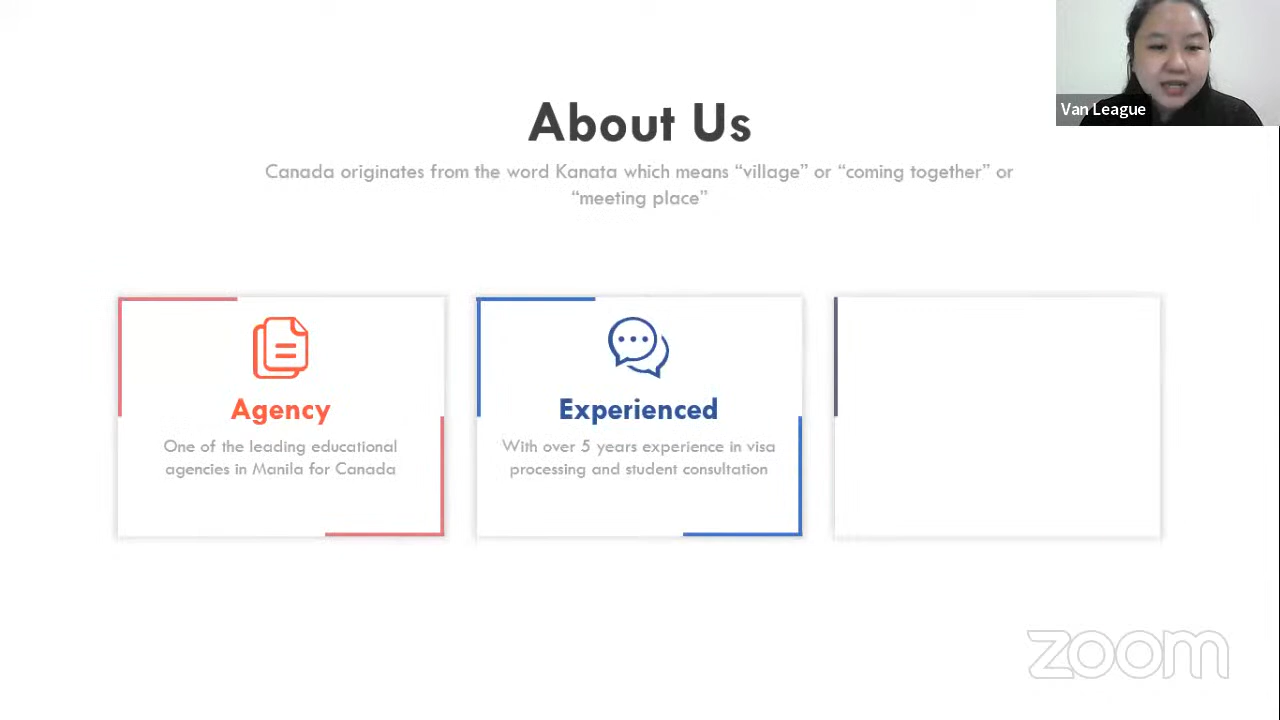 Van League
About Us
Canada originates from the word Kanata which means “village” or “coming together” or
“meeting place”
Agency
One of the leading educational
agencies in Manila for Canada
Experienced
With over 5 years experience in visa
processing and student consultation
zoom